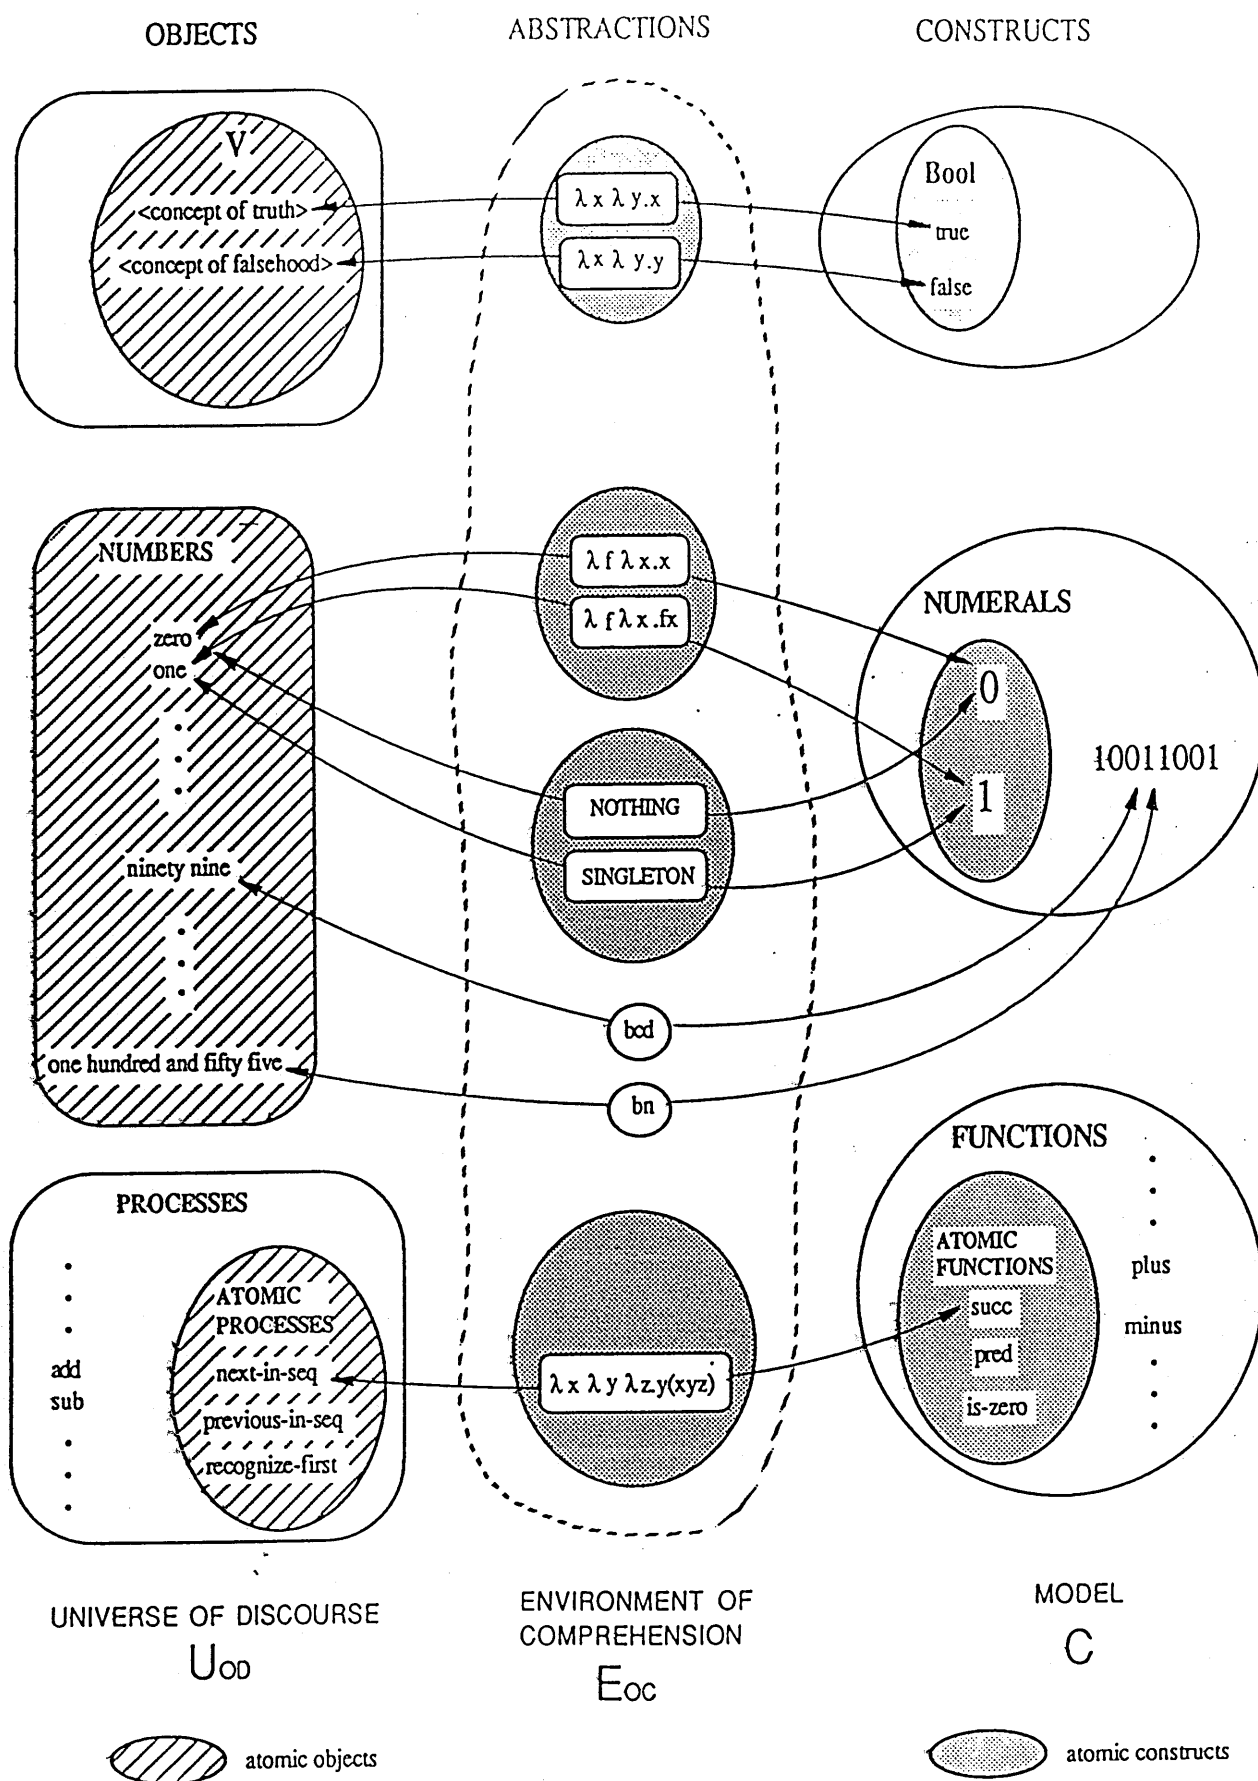 OBJECTS
ABSTRACTIONS
CONSTRUCTS
V
<concept of truth>
<concept of falsehood>
λ x λ y.x
λ x λ y.y
Bool
true
false
NUMBERS
zero
one
ninety nine
one hundred and fifty five
λ f λ x.x
λ f λ x.fx
NOTHING
SINGLETON
bcd
bn
NUMERALS
0
1
10011001
PROCESSES
add
sub
ATOMIC
PROCESSES
next-in-seq
previous-in-seq
recognize-first
λ x λ y λz.y(xyz)
FUNCTIONS
ATOMIC
FUNCTIONS
succ
pred
is-zero
plus
minus
UNIVERSE OF DISCOURSE
UOD
ENVIRONMENT OF
COMPREHENSION
EOC
MODEL
C
atomic objects
atomic constructs